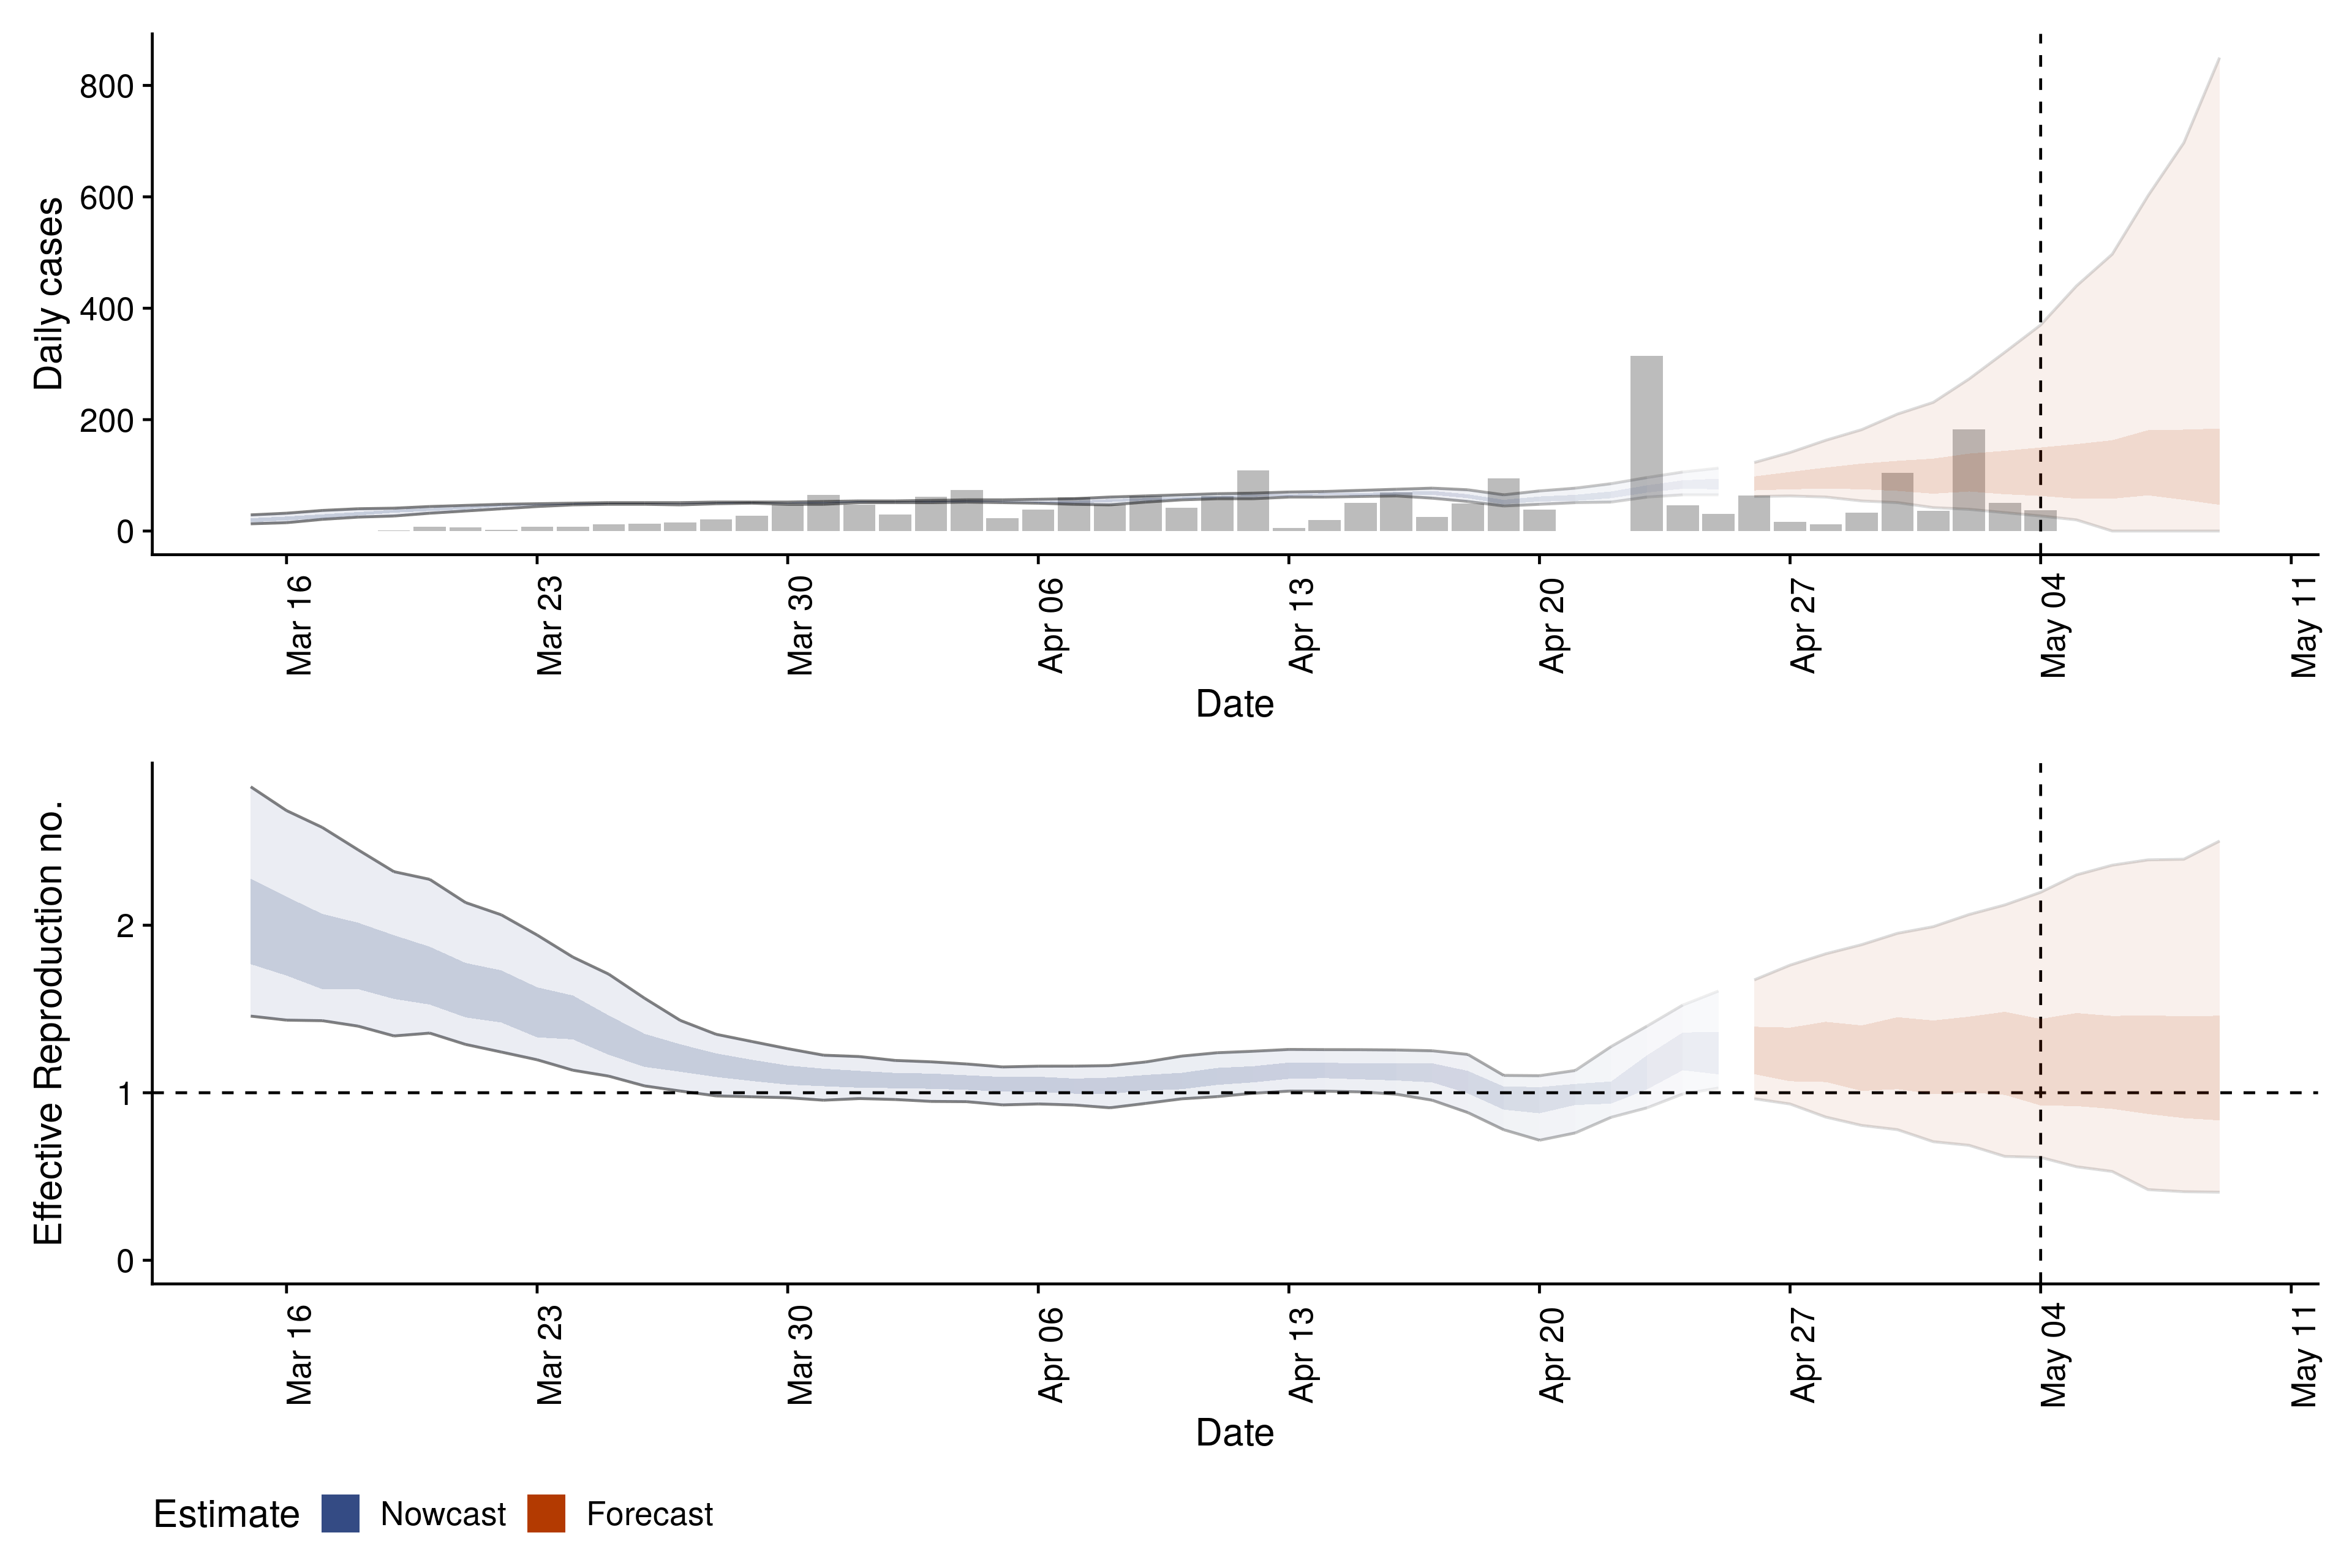 Daily cases
800
600
400
200
0
Mar 16
Mar 23
Mar 30
Apr 06
Apr 13
Apr 20
Apr 27
May 04
May 11
Date
Effective Reproduction no.
2
1
0
Mar 16
Mar 23
Mar 30
Apr 06
Apr 13
Apr 20
Apr 27
May 04
May 11
Date
Estimate Nowcast Forecast